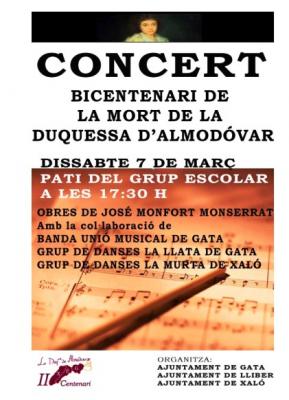 CONCERT
BICENTENARI DE
LA MORT DE LA
DUQUESSA D'ALMODÓVAR
DISSABTE 7 DE MARÇ
PATI DEL GRUP ESCOLAR
A LES 17:30 H
OBRES DE JOSÉ MONFORT MONSERRAT
Amb la col·laboració de
BANDA UNIÓ MUSICAL DE GATA
GRUP DE DANSES LA LLATA DE GATA
GRUP DE DANSES LA MURTA DE XALÓ
II Centenari
ORGANITZA:
AJUNTAMENT DE GATA
AJUNTAMENT DE LLIBER
AJUNTAMENT DE XALÓ